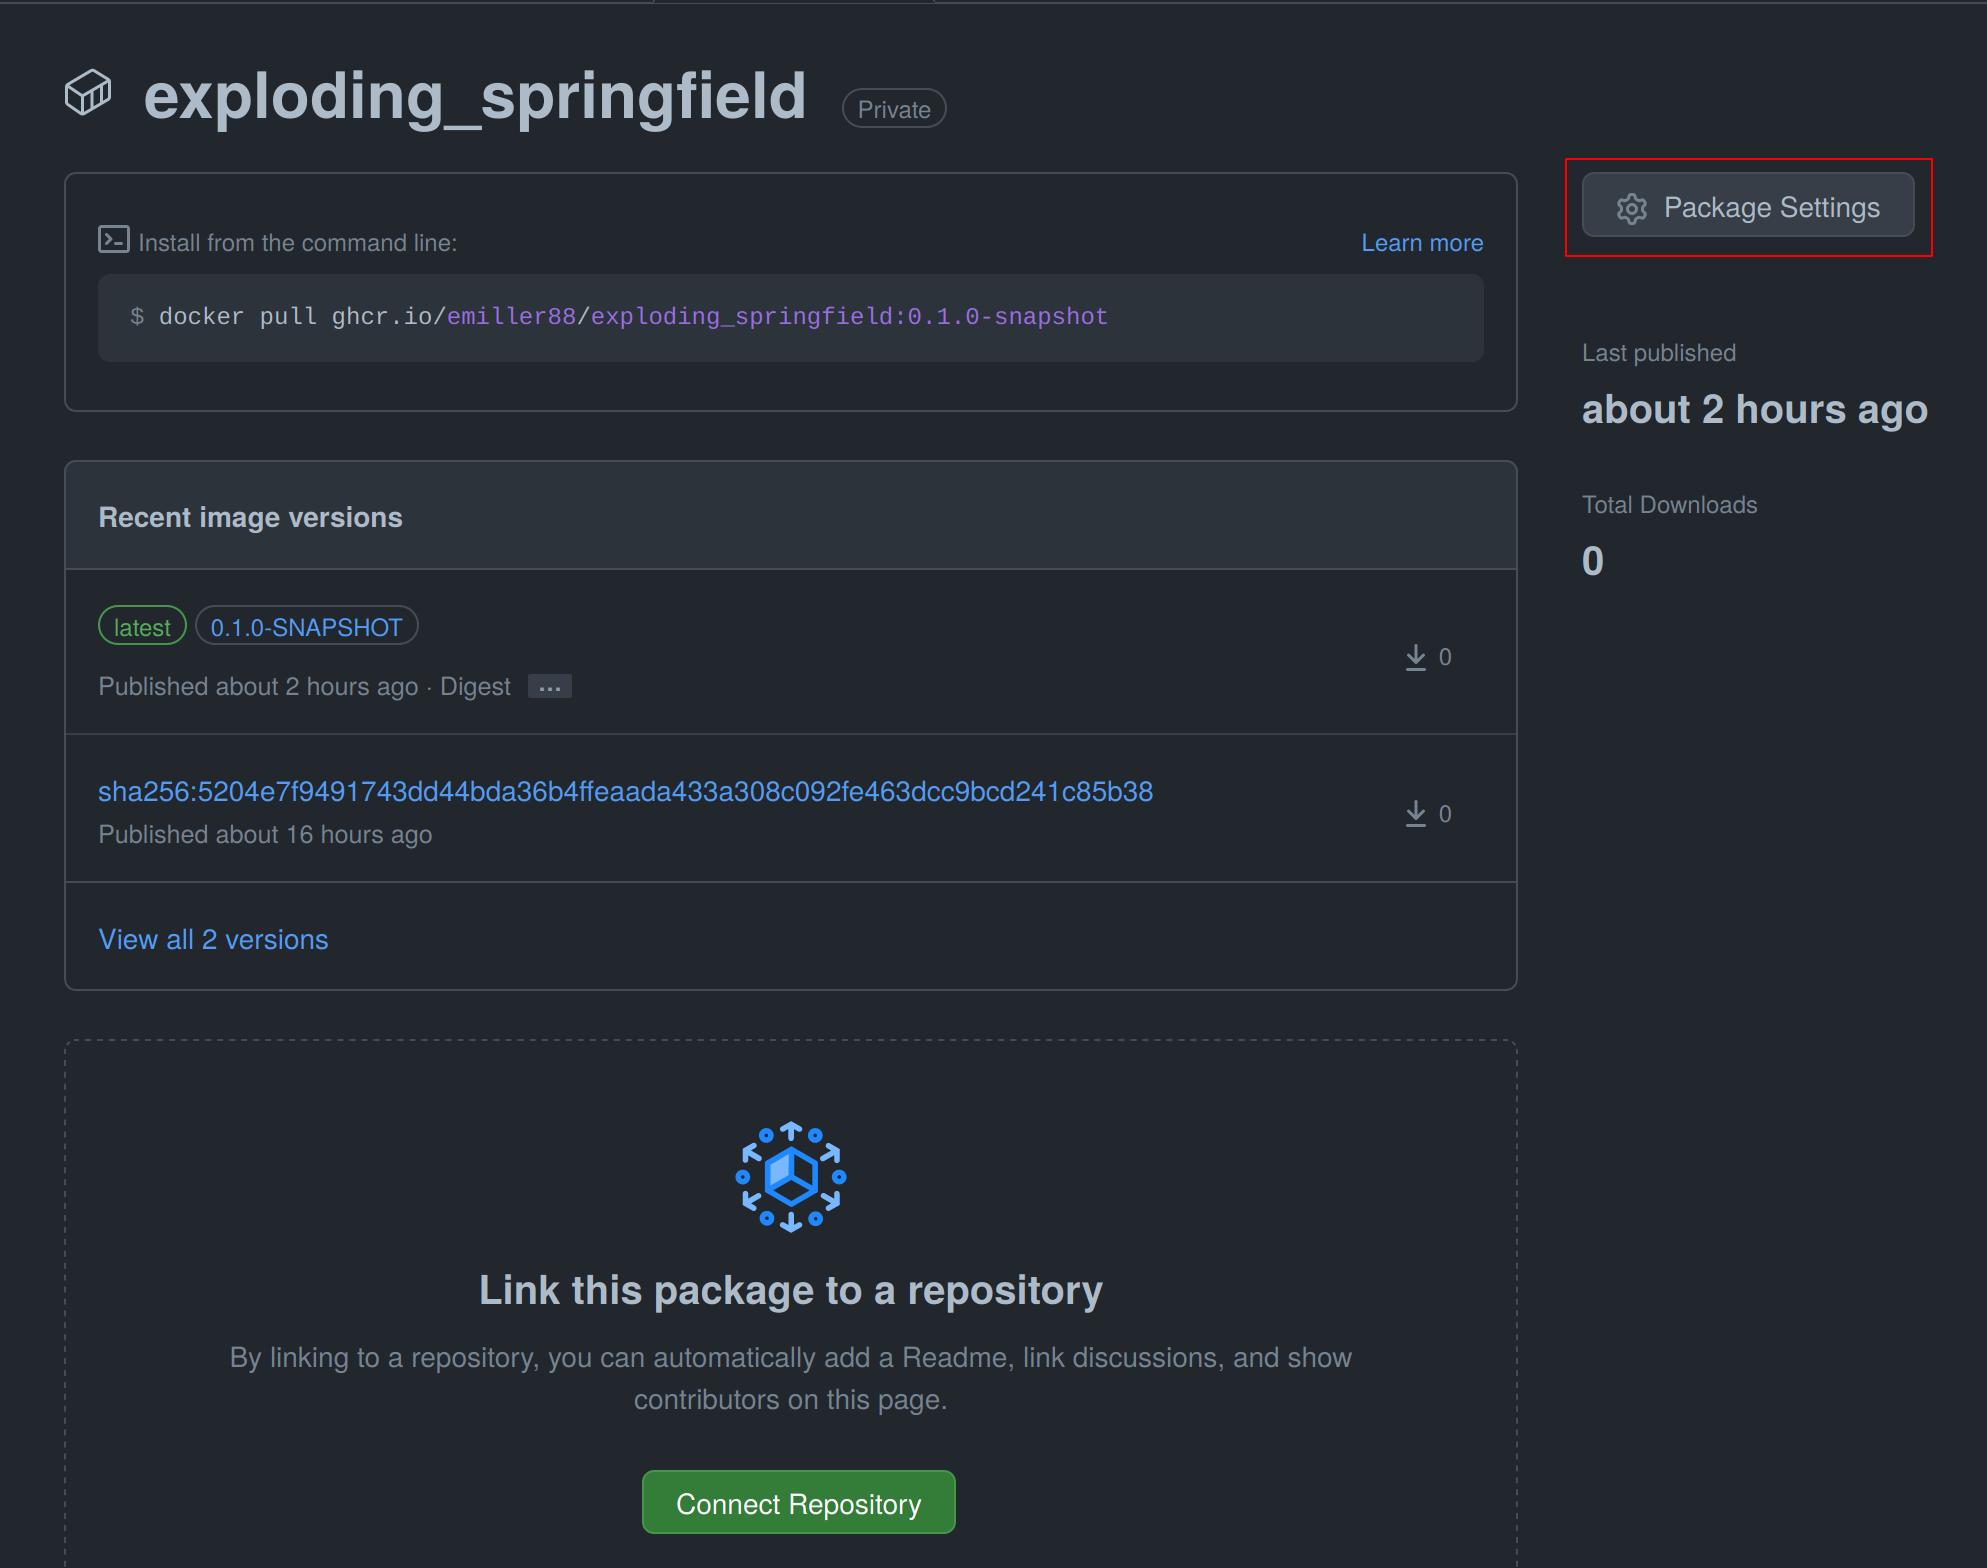 exploding_springfield Private
Package Settings
Install from the command line: Learn more
$ docker pull ghcr.io/emiller88/exploding_springfield:0.1.0-snapshot
Last published
about 2 hours ago
Total Downloads
0
Recent image versions
latest 0.1.0-SNAPSHOT
Published about 2 hours ago · Digest ...
0
sha256:5204e7f9491743dd44bda36b4ffeaada433a308c092fe463dcc9bcd241c85b38
Published about 16 hours ago
0
View all 2 versions
Link this package to a repository
By linking to a repository, you can automatically add a Readme, link discussions, and show
contributors on this page.
Connect Repository